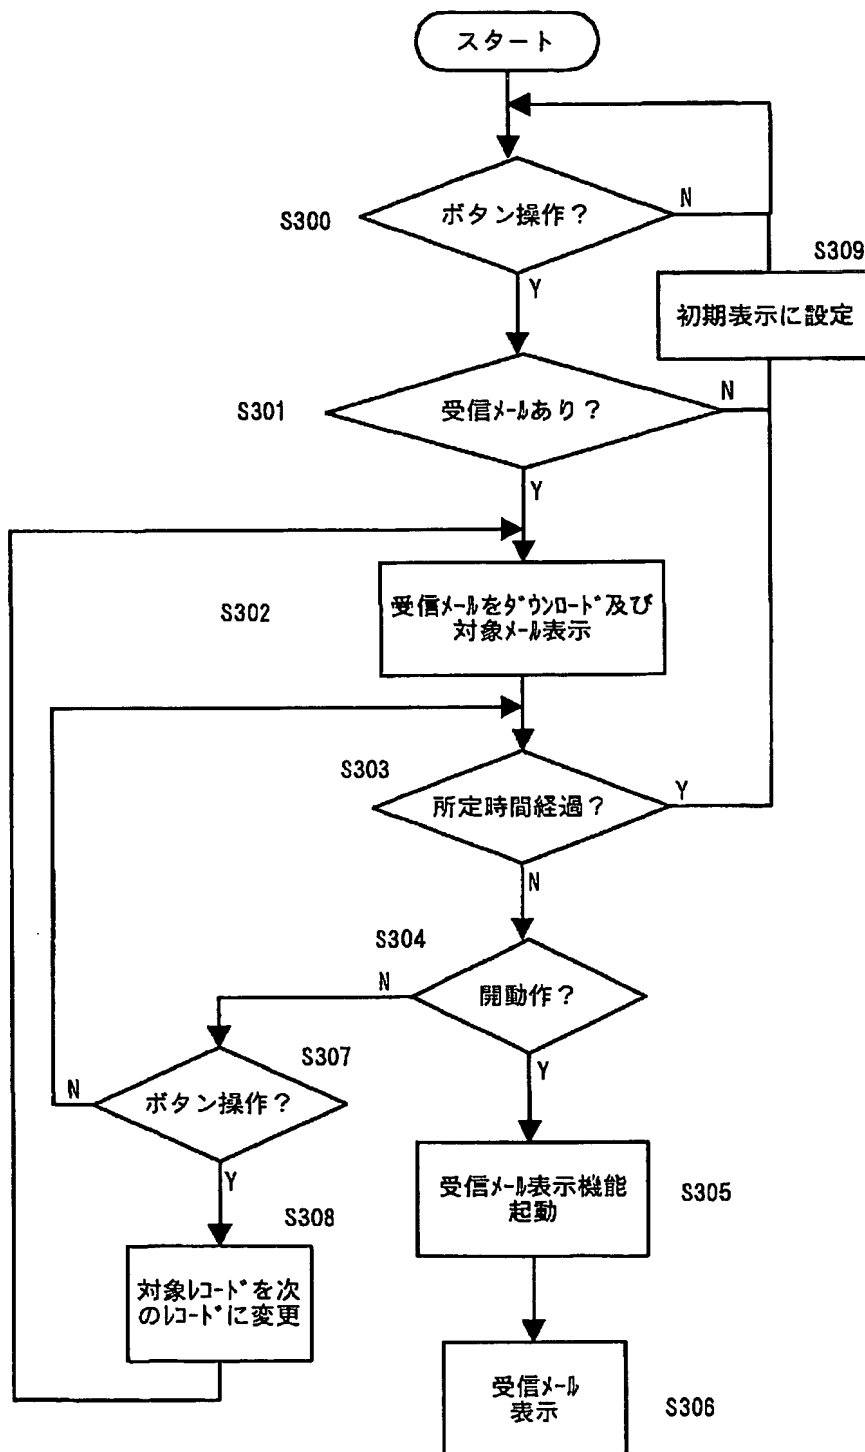 スタート
S300
ボタン操作？
N
Y
S309
初期表示に設定
S301
受信ﾒｰﾙあり？
N
Y
S302
受信ﾒｰﾙをﾀﾞｳﾝﾛｰﾄﾞ及び
対象ﾒｰﾙ表示
S303
所定時間経過？
Y
N
S304
開動作？
N
Y
S307
ボタン操作？
N
Y
S305
受信ﾒｰﾙ表示機能
起動
S308
対象ﾚｺｰﾄﾞを次
のﾚｺｰﾄﾞに変更
受信ﾒｰﾙ
表示
S306